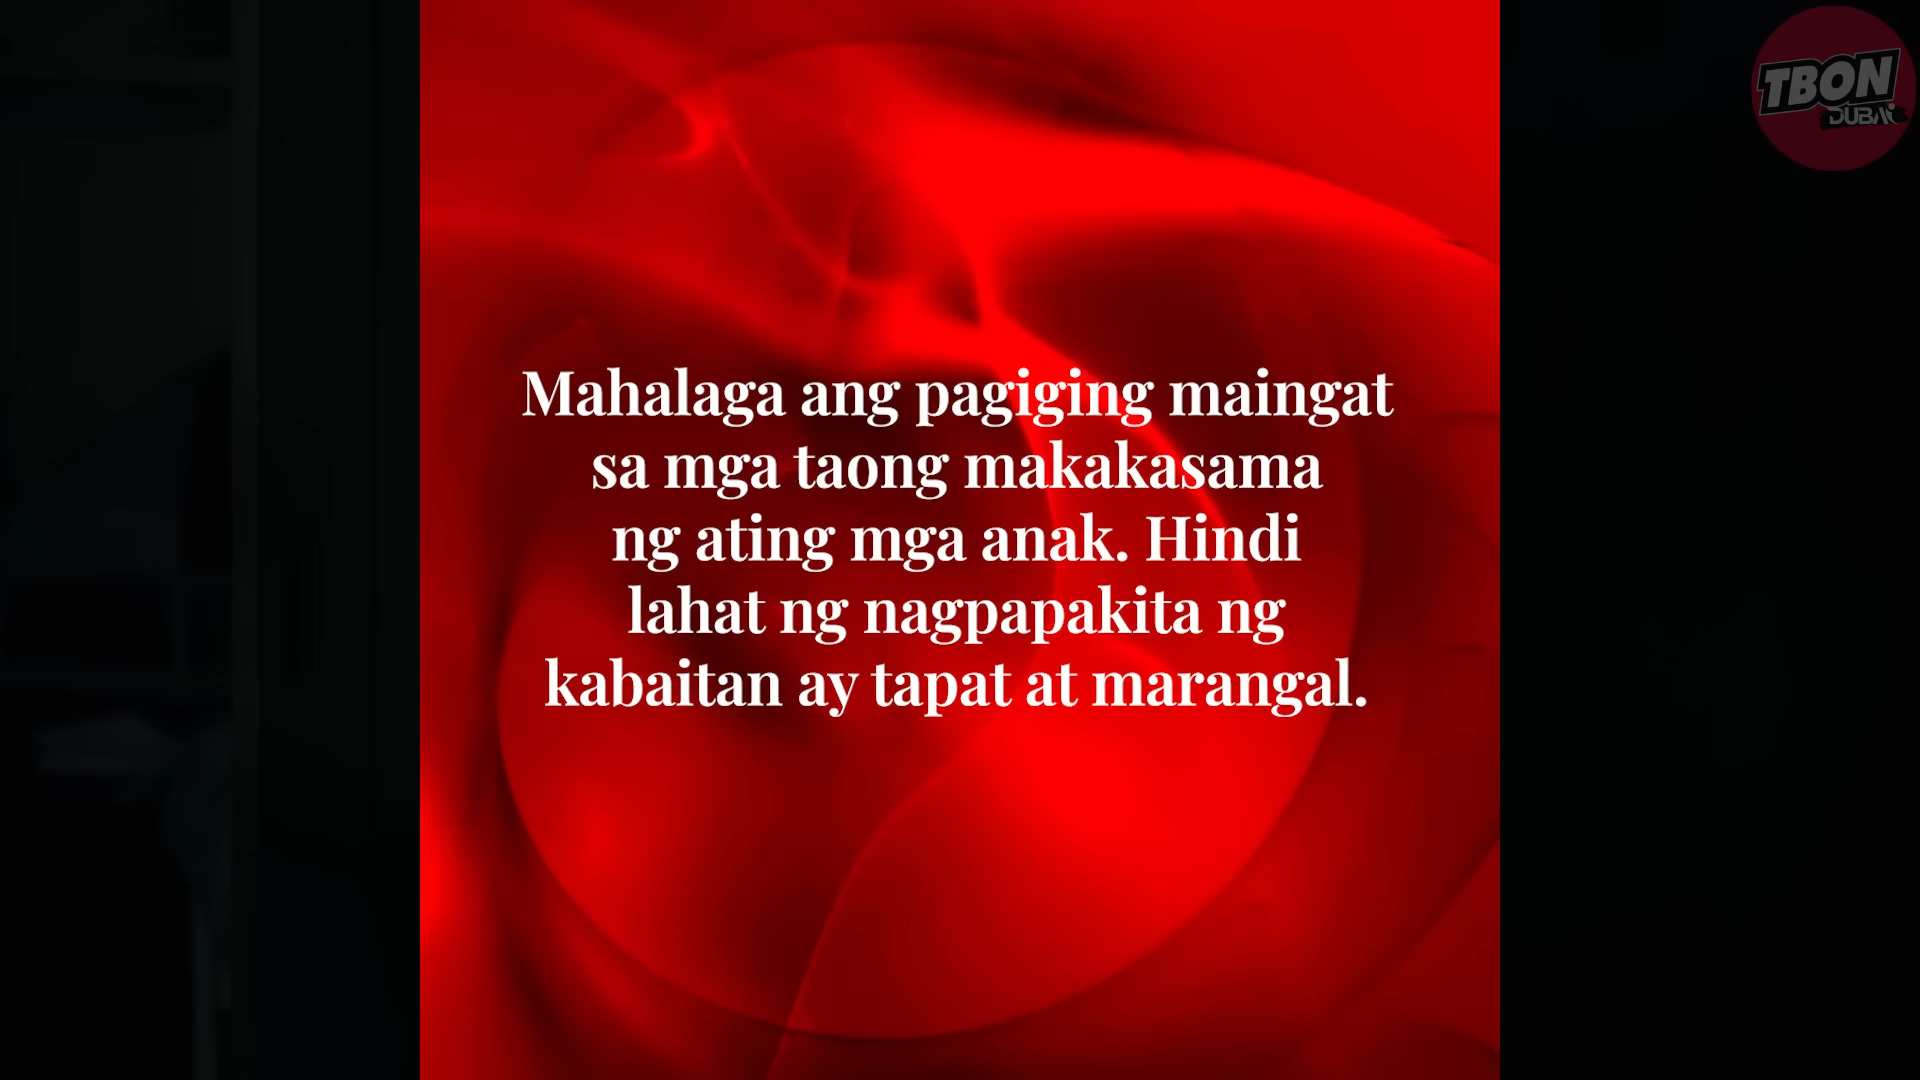 TBON
DUBAI
Mahalaga ang pagiging maingat
sa mga taong makakasama
ng ating mga anak. Hindi
lahat ng nagpapakita ng
kabaitan ay tapat at marangal.